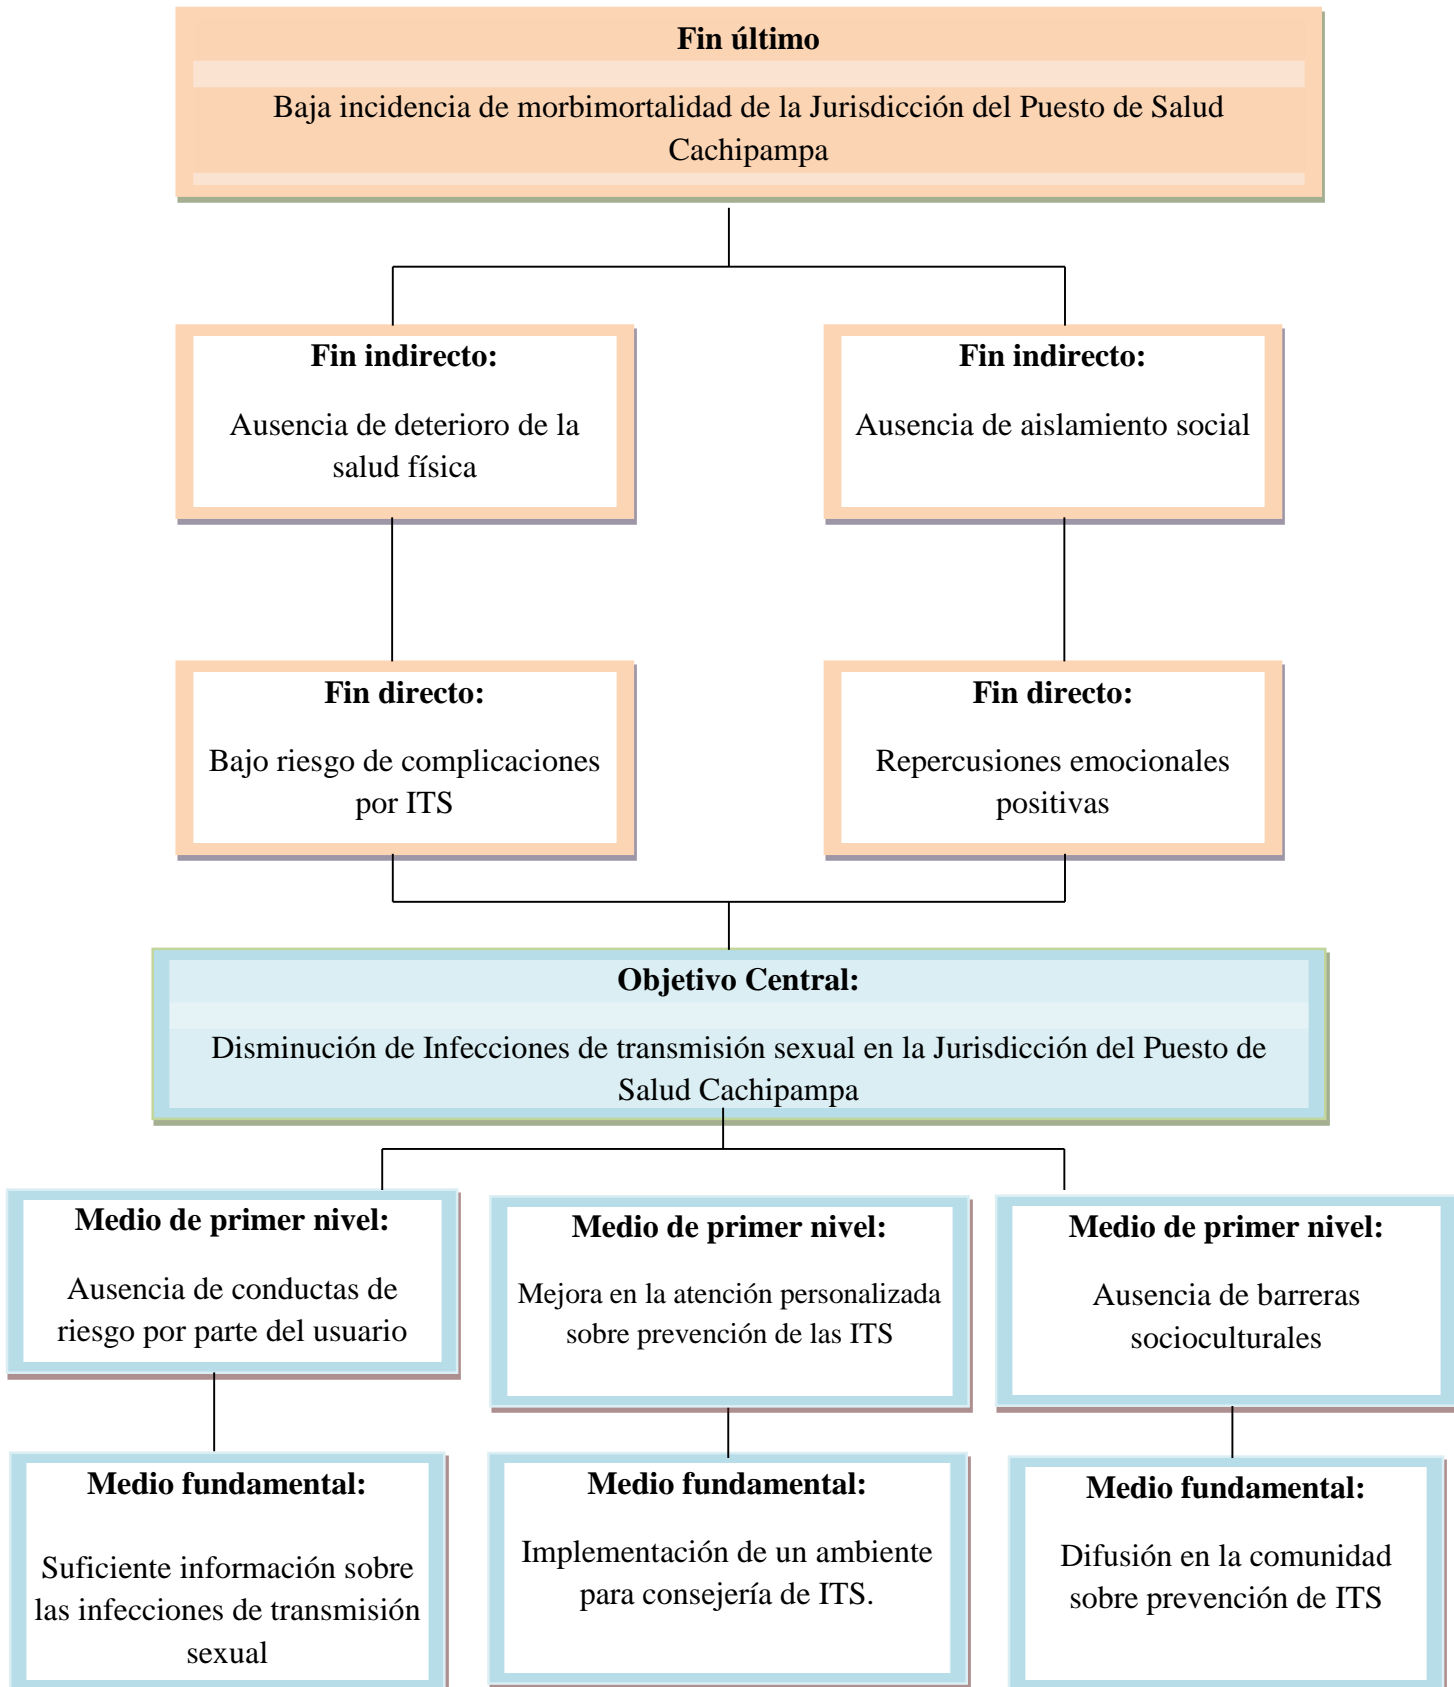 Fin último
Baja incidencia de morbimortalidad de la Jurisdicción del Puesto de Salud
Cachipampa
Fin indirecto:
Ausencia de deterioro de la
salud física
Fin indirecto:
Ausencia de aislamiento social
Fin directo:
Bajo riesgo de complicaciones
por ITS
Fin directo:
Repercusiones emocionales
positivas
Objetivo Central:
Disminución de Infecciones de transmisión sexual en la Jurisdicción del Puesto de
Salud Cachipampa
Medio de primer nivel:
Ausencia de conductas de
riesgo por parte del usuario
Medio de primer nivel:
Mejora en la atención personalizada
sobre prevención de las ITS
Medio de primer nivel:
Ausencia de barreras
socioculturales
Medio fundamental:
Suficiente información sobre
las infecciones de transmisión
sexual
Medio fundamental:
Implementación de un ambiente
para consejería de ITS.
Medio fundamental:
Difusión en la comunidad
sobre prevención de ITS